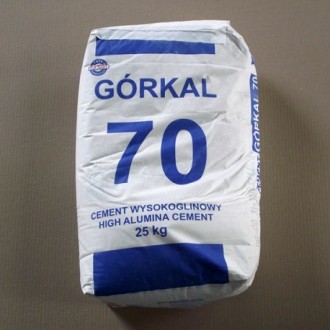 GÓRKAL
70
CEMENT WYSOKOGLINOWY
HIGH ALUMINA CEMENT
25 kg
GÓRKAL 70